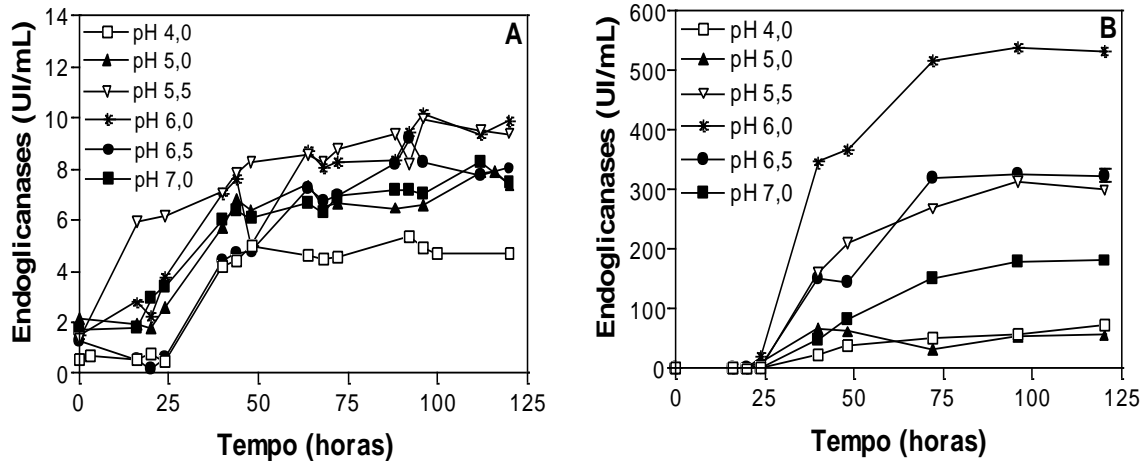 A
14
12
10
8
6
4
2
0
Endoglicanases (UI/mL)
pH 4,0
pH 5,0
pH 5,5
pH 6,0
pH 6,5
pH 7,0
0 25 50 75 100 125
Tempo (horas)
B
600
500
400
300
200
100
0
Endoglicanases (UI/mL)
pH 4,0
pH 5,0
pH 5,5
pH 6,0
pH 6,5
pH 7,0
0 25 50 75 100 125
Tempo (horas)